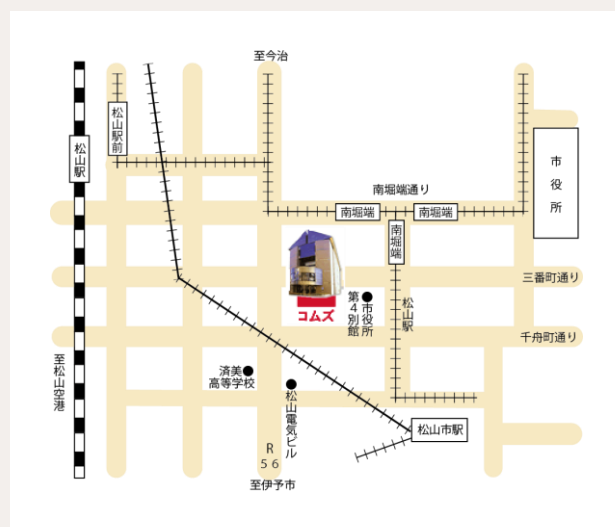 至今治
松山駅前
松山駅
市役所
南堀端通り
南堀端
南堀端
南堀端
三番町通り
コムズ
市役所
第4別館
松山駅
千舟町通り
至松山空港
済美
高等学校
松山電気ビル
松山市駅
R
56
至伊予市